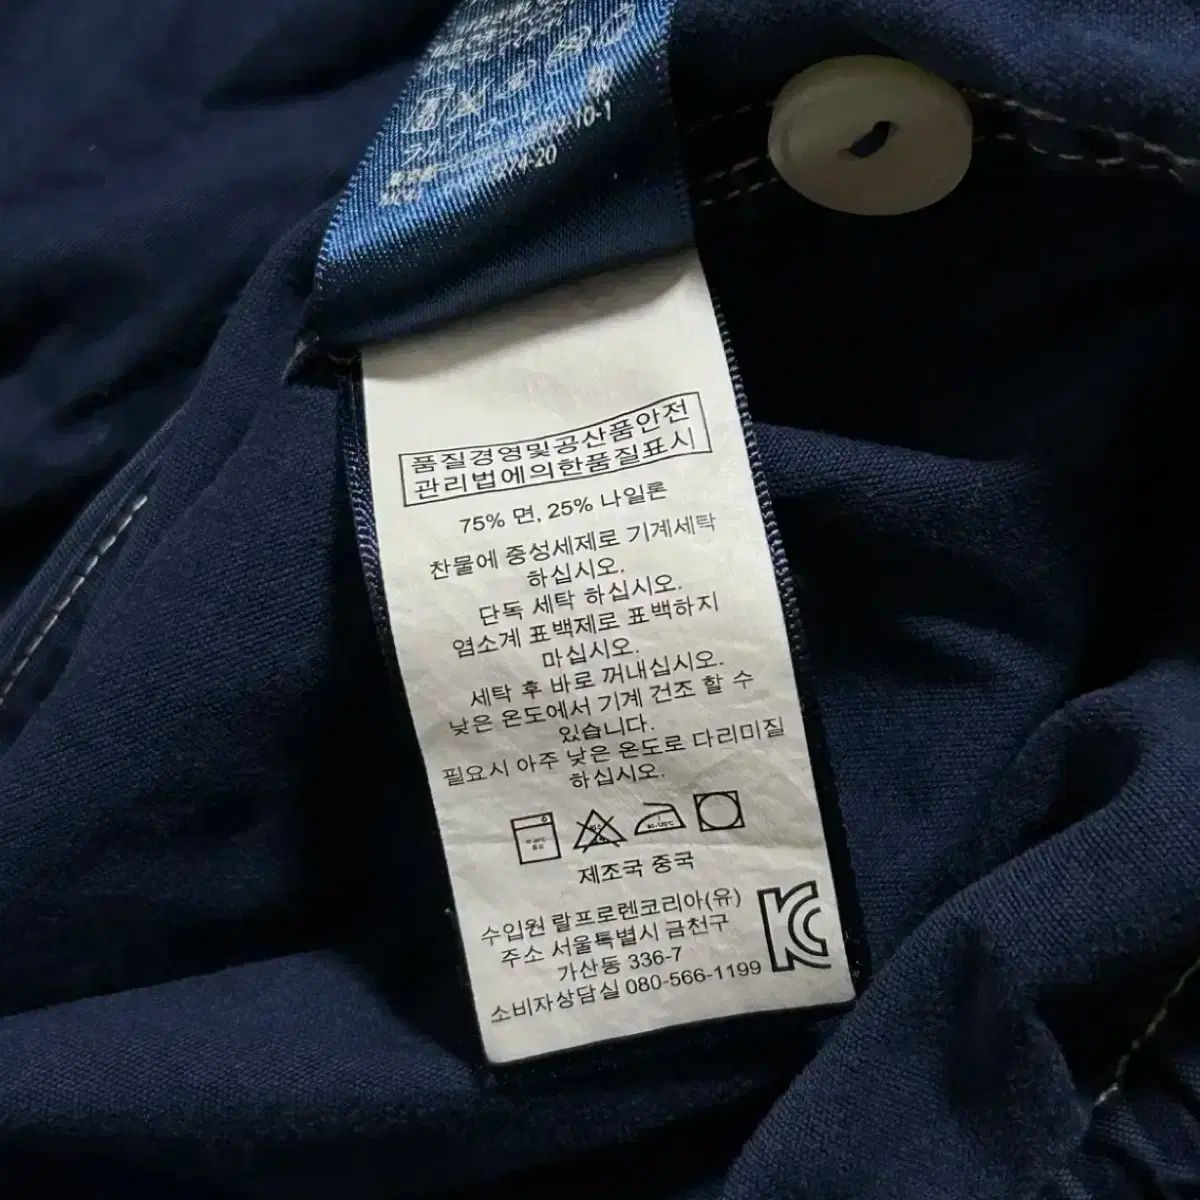 10-1
24-20
품질경영및공산품안전
관리법에의한품질표시
75% 면, 25% 나일론
찬물에 중성세제로 기계세탁
하십시오.
단독 세탁 하십시오.
염소계 표백제로 표백하지
마십시오.
세탁 후 바로 꺼내십시오.
낮은 온도에서 기계 건조 할 수
있습니다.
필요시 아주 낮은 온도로 다리미질
하십시오.
제조국 중국
수입원 랄프로렌코리아(유)
주소 서울특별시 금천구
가산동 336-7
소비자상담실 080-566-1199
KC